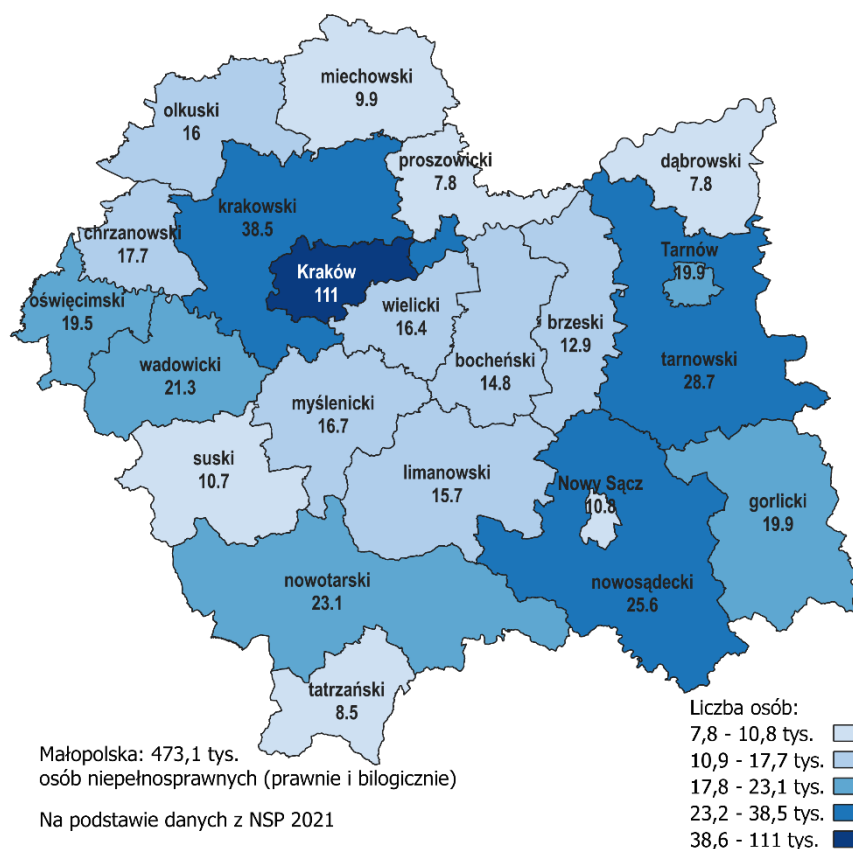 miechowski
9.9
olkuski
16
proszowicki
7.8
dąbrowski
7.8
krakowski
38.5
chrzanowski
17.7
Tarnów
19.9
Kraków
111
oświęcimski
19.5
wielicki
16.4
brzeski
12.9
bocheński
14.8
tarnowski
28.7
wadowicki
21.3
myślenicki
16.7
suski
10.7
limanowski
15.7
Nowy Sącz
10.8
gorlicki
19.9
nowotarski
23.1
nowosądecki
25.6
tatrzański
8.5
Małopolska: 473,1 tys.
osób niepełnosprawnych (prawnie i bilogicznie)
Na podstawie danych z NSP 2021
Liczba osób:
7,8 - 10,8 tys.
10,9 - 17,7 tys.
17,8 - 23,1 tys.
23,2 - 38,5 tys.
38,6 - 111 tys.